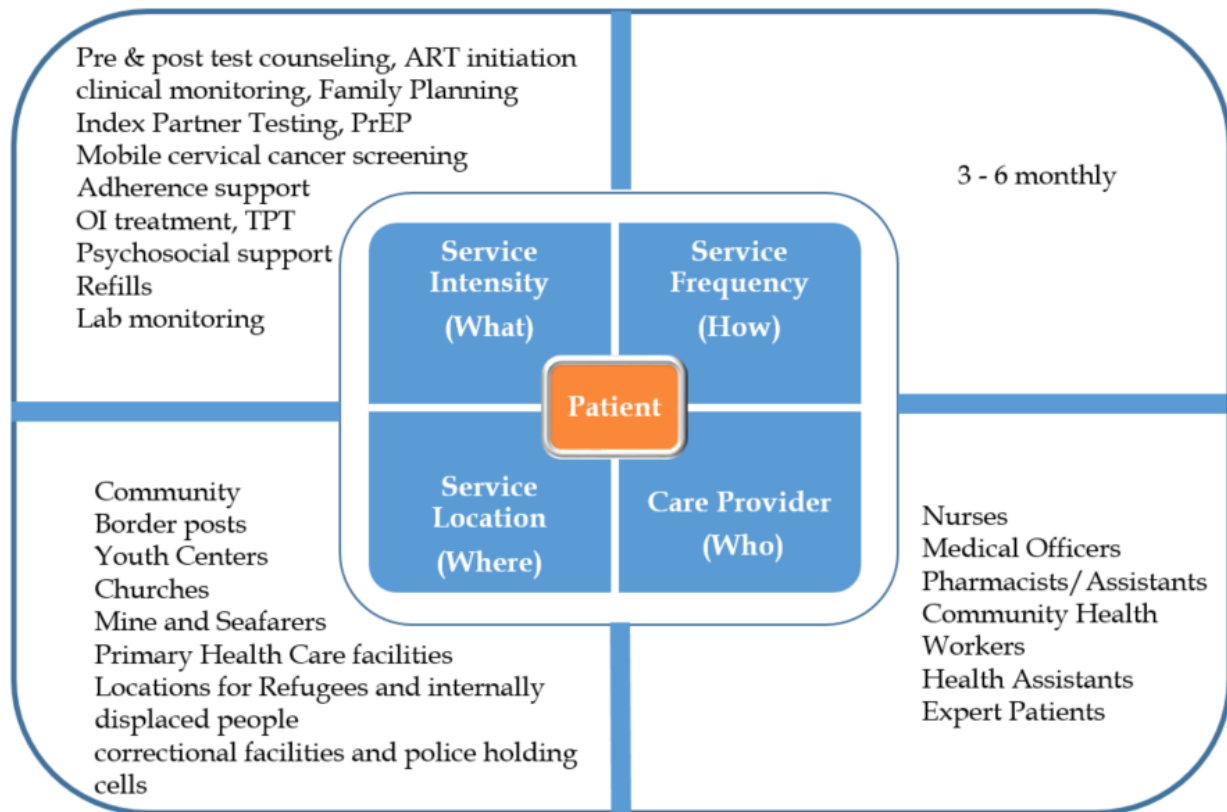 Pre & post test counseling, ART initiation
clinical monitoring, Family Planning
Index Partner Testing, PrEP
Mobile cervical cancer screening
Adherence support
OI treatment, TPT
Psychosocial support
Refills
Lab monitoring
3 - 6 monthly
Service
Intensity
(What)
Service
Frequency
(How)
Patient
Service
Location
(Where)
Care Provider
(Who)
Community
Border posts
Youth Centers
Churches
Mine and Seafarers
Primary Health Care facilities
Locations for Refugees and internally
displaced people
correctional facilities and police holding
cells
Nurses
Medical Officers
Pharmacists/Assistants
Community Health
Workers
Health Assistants
Expert Patients